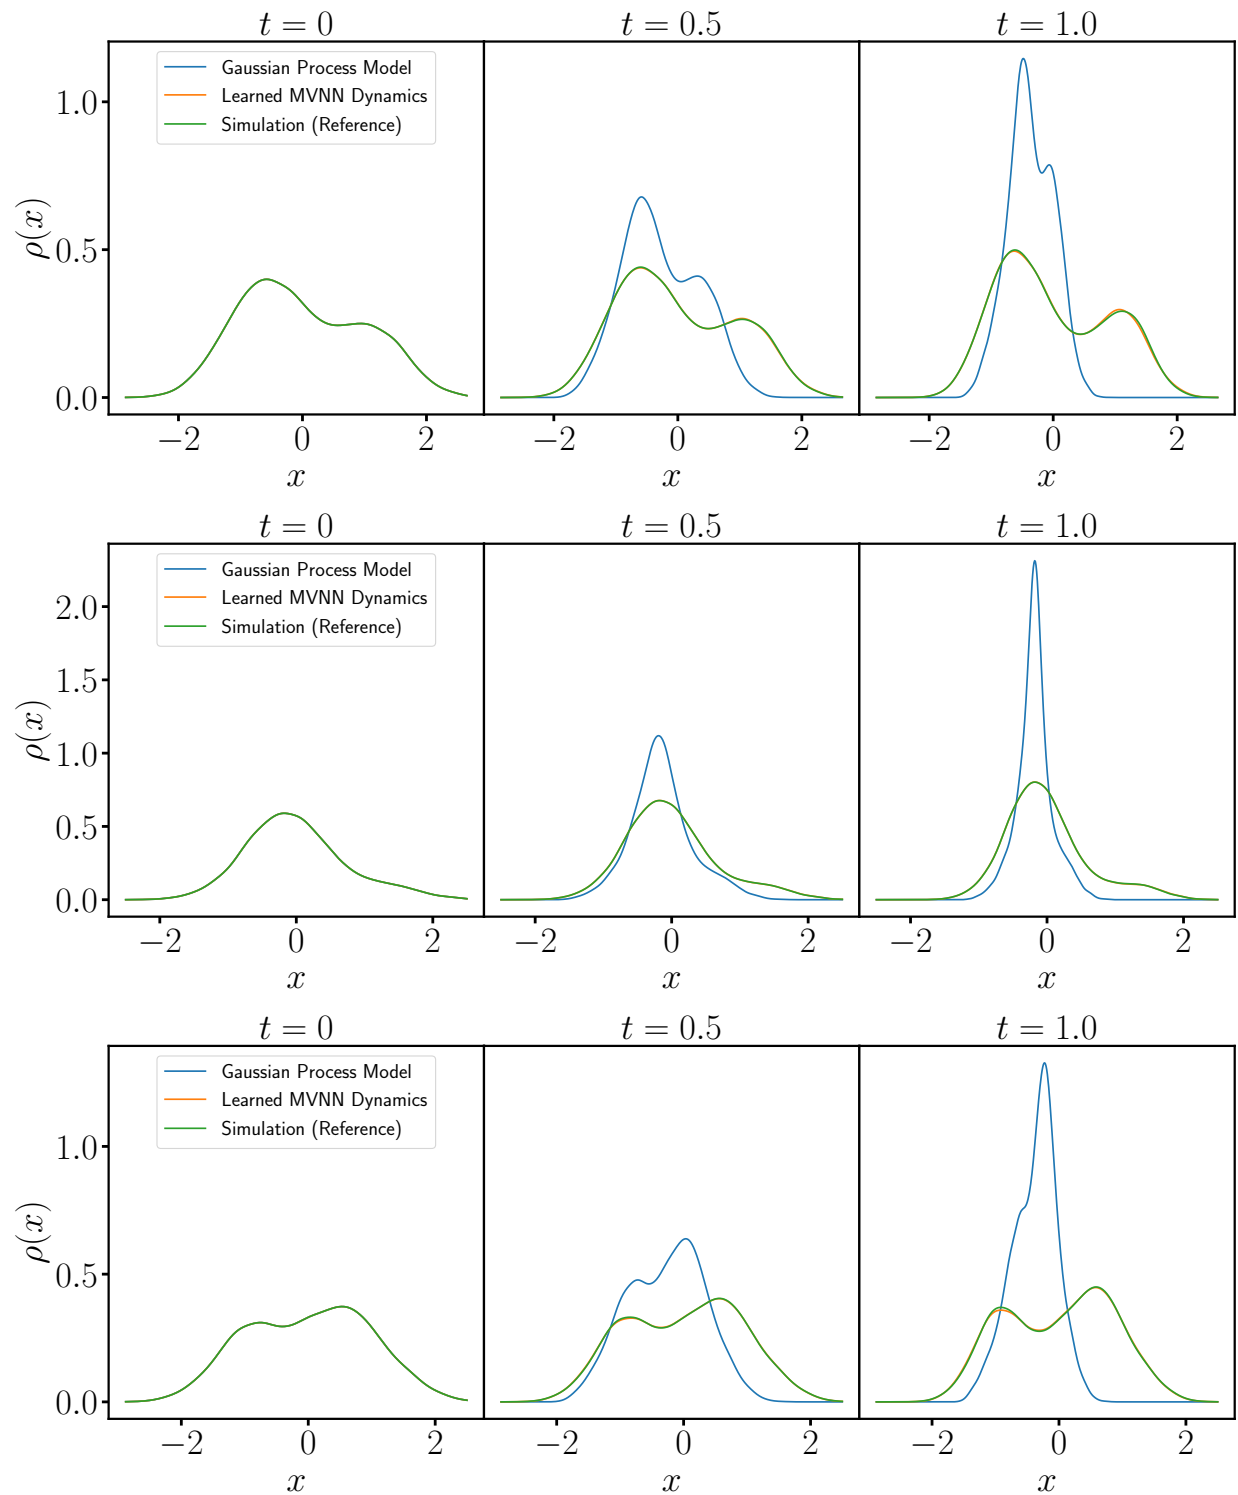 t = 0 t = 0.5 t = 1.0
Gaussian Process Model
Learned MVNN Dynamics
Simulation (Reference)
1.0
0.5
0.0
ρ(x)
−2 0 2 −2 0 2 −2 0 2
x x x
t = 0 t = 0.5 t = 1.0
Gaussian Process Model
Learned MVNN Dynamics
Simulation (Reference)
2.0
1.5
1.0
0.5
0.0
ρ(x)
−2 0 2 −2 0 2 −2 0 2
x x x
t = 0 t = 0.5 t = 1.0
Gaussian Process Model
Learned MVNN Dynamics
Simulation (Reference)
1.0
0.5
0.0
ρ(x)
−2 0 2 −2 0 2 −2 0 2
x x x